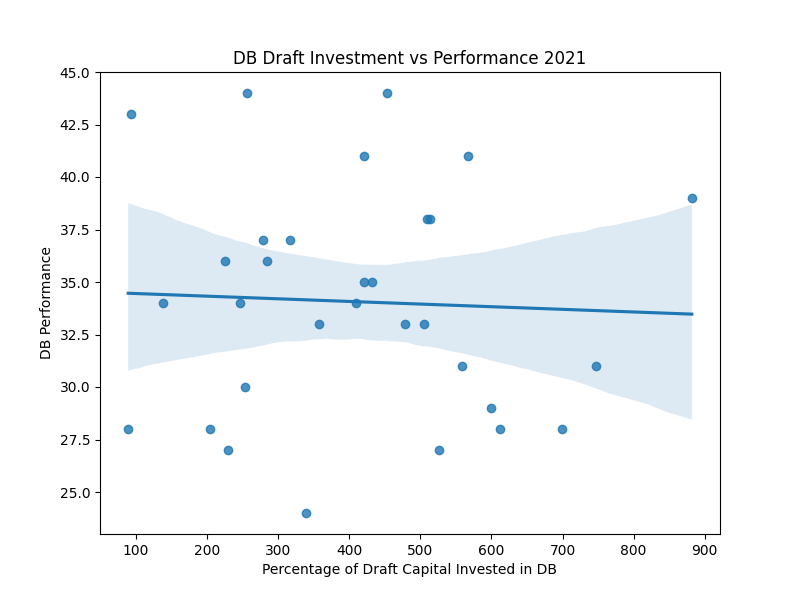 DB Draft Investment vs Performance 2021
45.0
42.5
40.0
37.5
35.0
32.5
30.0
27.5
25.0
DB Performance
100 200 300 400 500 600 700 800 900
Percentage of Draft Capital Invested in DB